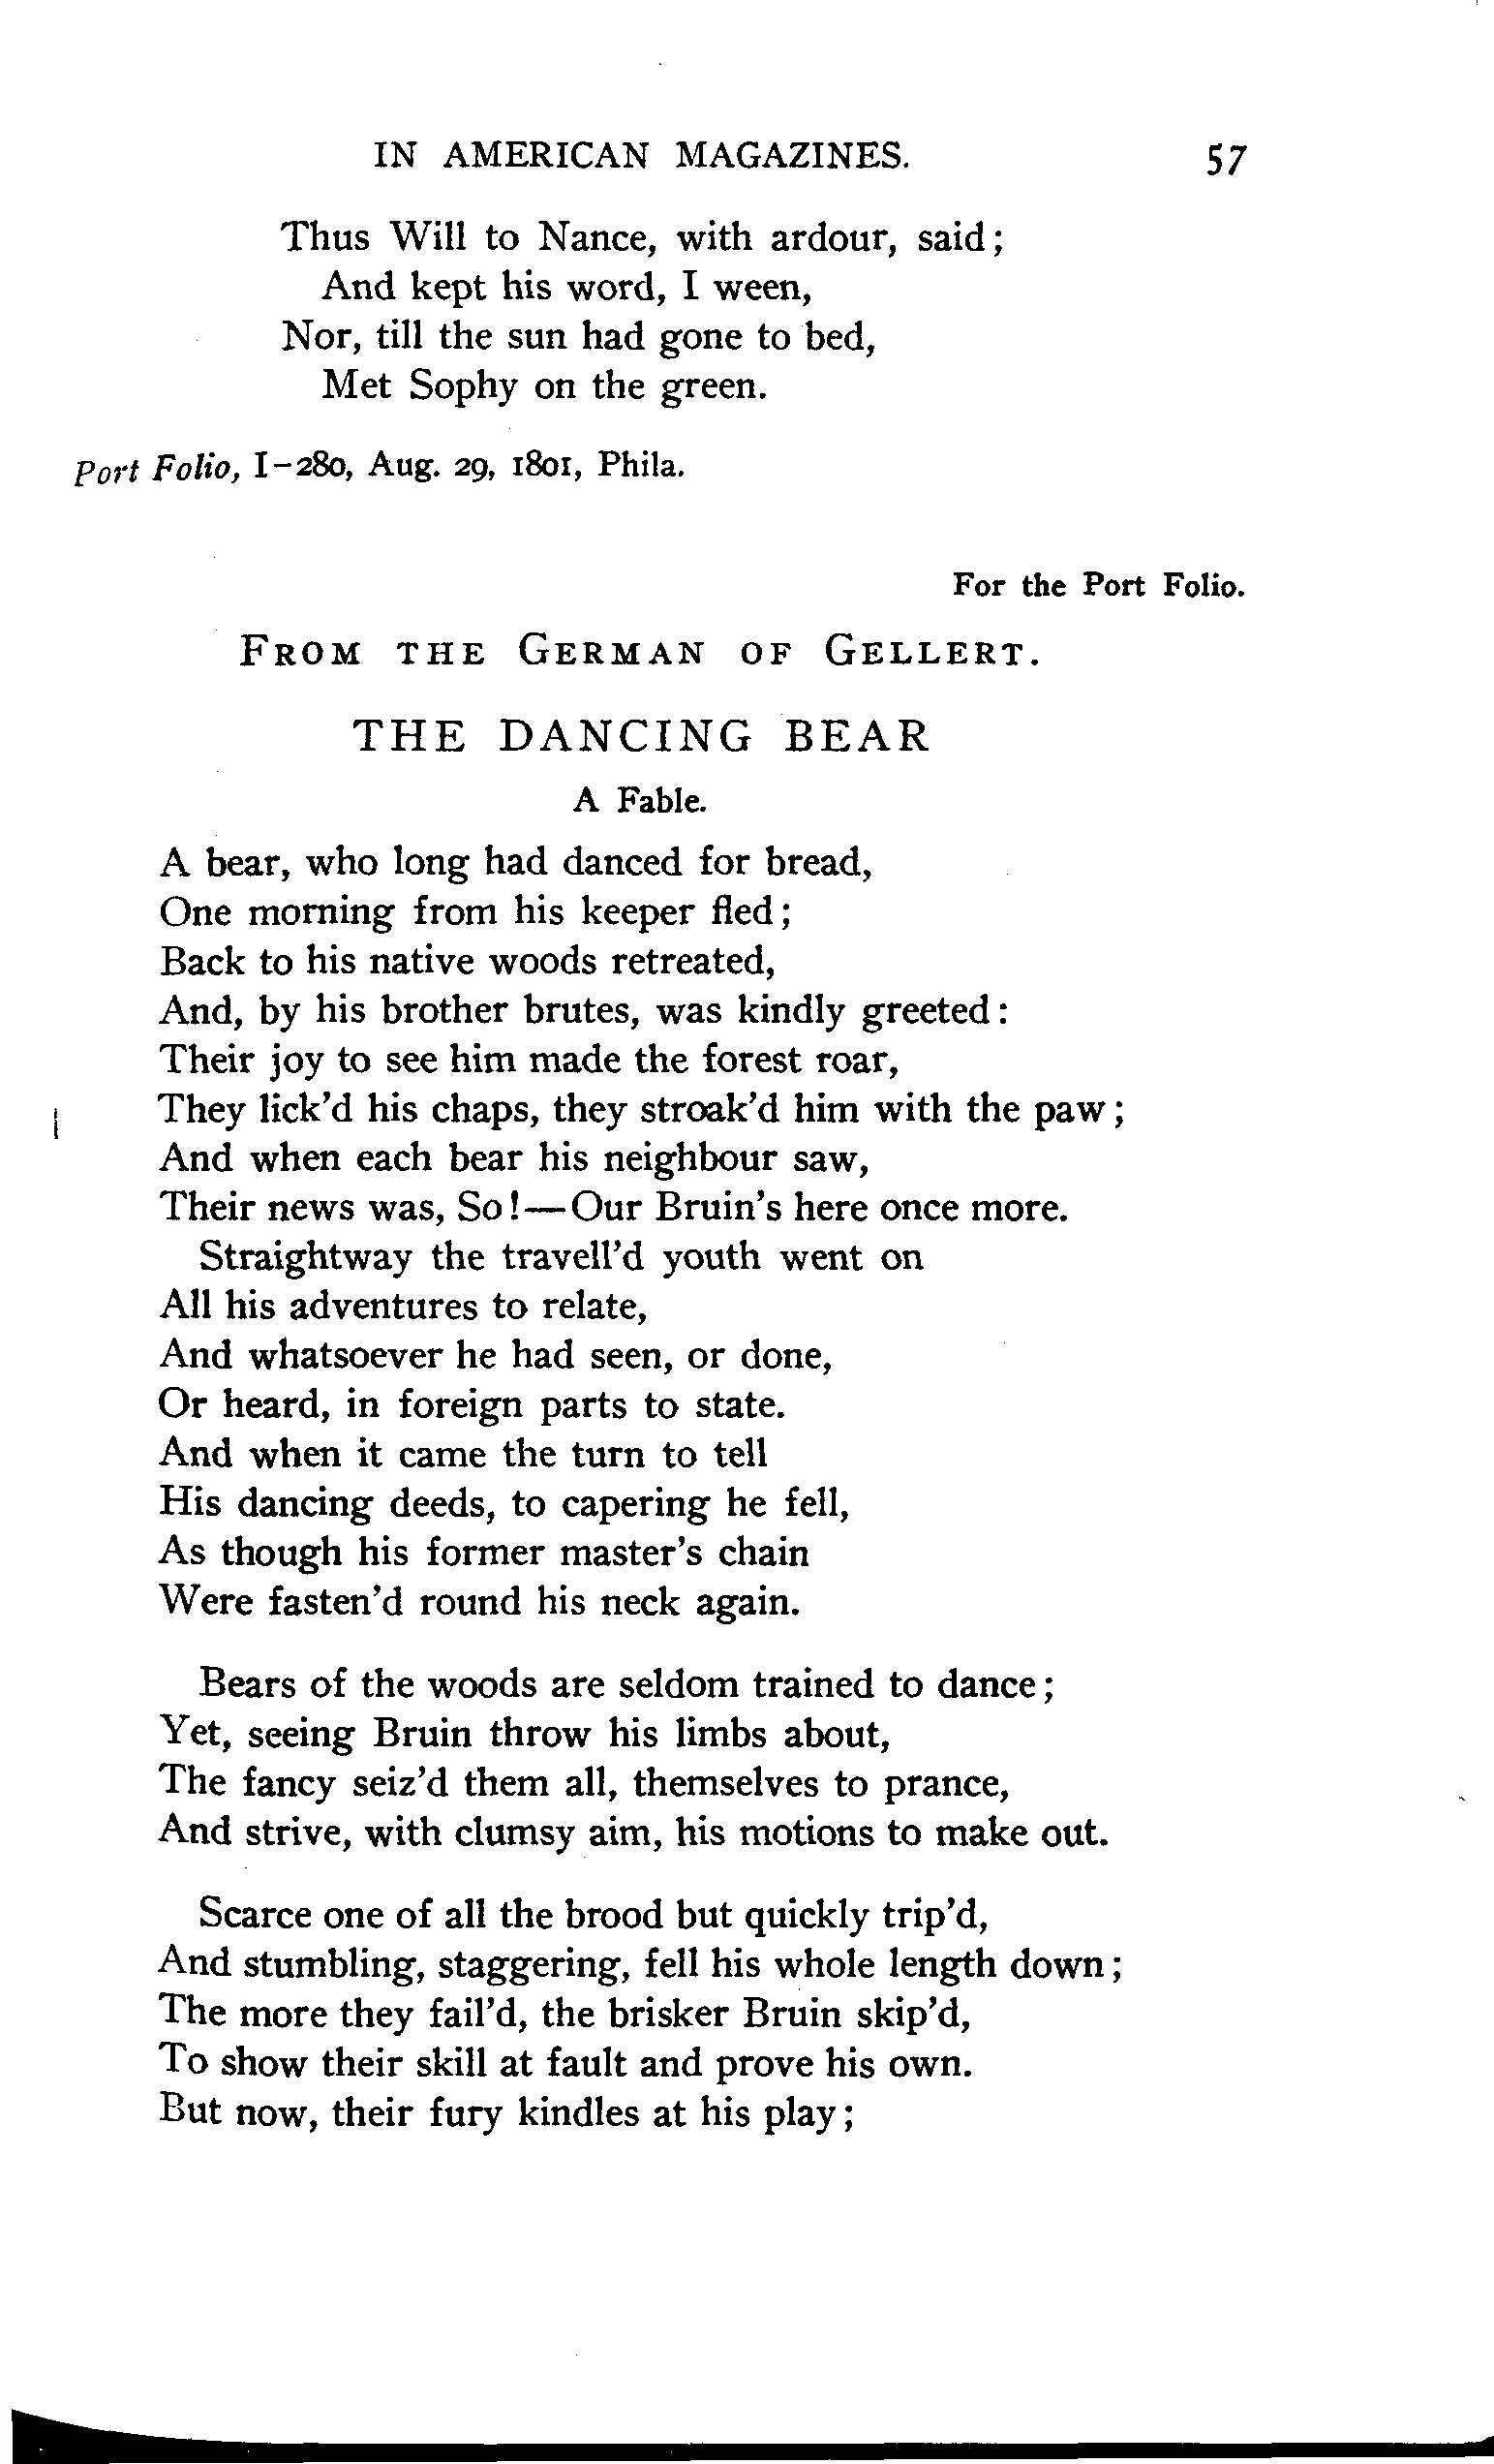 IN AMERICAN MAGAZINES. 57
Thus Will to Nance, with ardour, said;
And kept his word, I ween,
Nor, till the sun had gone to bed,
Met Sophy on the green.
Port Folio, I-280, Aug. 29, 1801, Phila.
For the Port Folio.
FROM THE GERMAN OF GELLERT.
THE DANCING BEAR
A Fable.
A bear, who long had danced for bread,
One morning from his keeper fled;
Back to his native woods retreated,
And, by his brother brutes, was kindly greeted:
Their joy to see him made the forest roar,
They lick'd his chaps, they stroak'd him with the paw;
And when each bear his neighbour saw,
Their news was, So!—Our Bruin's here once more.
Straightway the travell'd youth went on
All his adventures to relate,
And whatsoever he had seen, or done,
Or heard, in foreign parts to state.
And when it came the turn to tell
His dancing deeds, to capering he fell,
As though his former master's chain
Were fasten'd round his neck again.
Bears of the woods are seldom trained to dance;
Yet, seeing Bruin throw his limbs about,
The fancy seiz'd them all, themselves to prance,
And strive, with clumsy aim, his motions to make out.
Scarce one of all the brood but quickly trip'd,
And stumbling, staggering, fell his whole length down;
The more they fail'd, the brisker Bruin skip'd,
To show their skill at fault and prove his own.
But now, their fury kindles at his play;